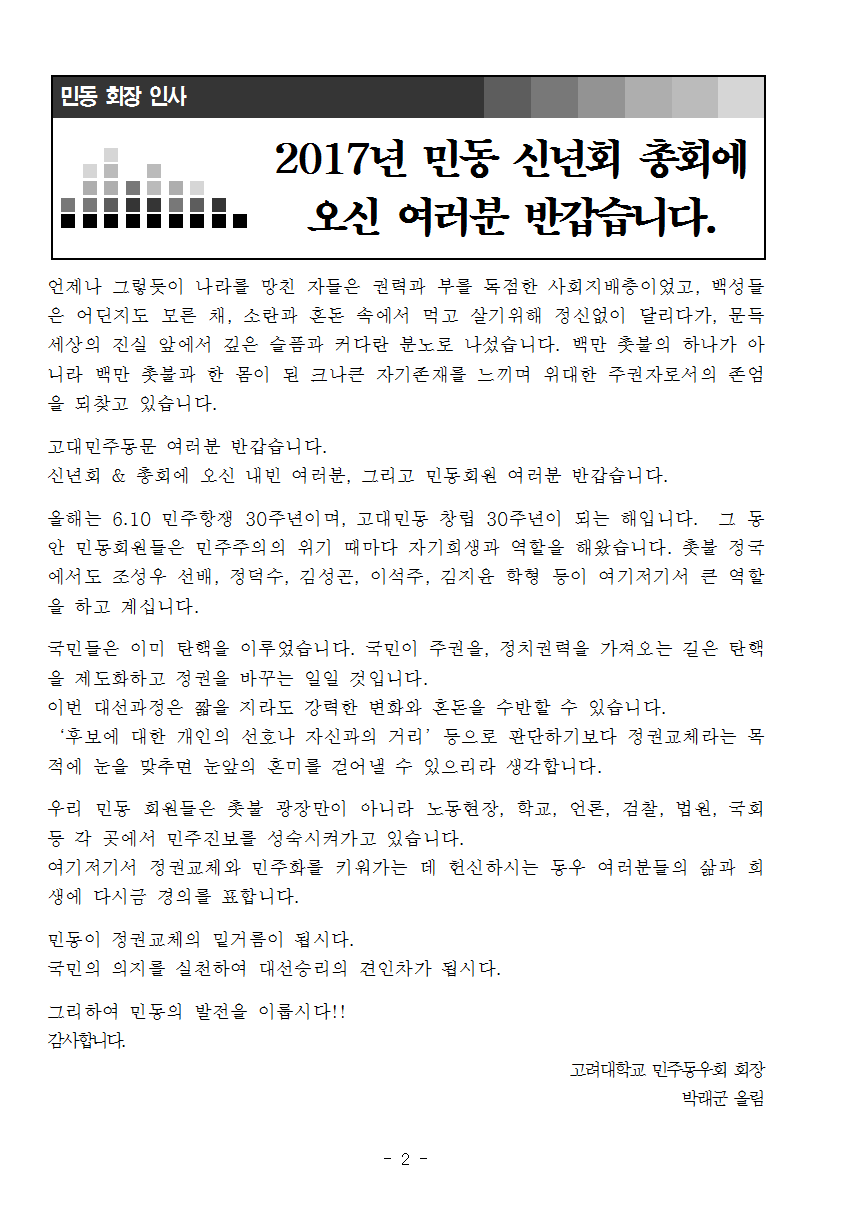 민동 회장 인사
2017년 민동 신년회 총회에
오신 여러분 반갑습니다.
언제나 그렇듯이 나라를 망친 자들은 권력과 부를 독점한 사회지배층이었고, 백성들
은 어딘지도 모른 채, 소란과 혼돈 속에서 먹고 살기위해 정신없이 달리다가, 문득
세상의 진실 앞에서 깊은 슬픔과 커다란 분노로 나섰습니다. 백만 촛불의 하나가 아
니라 백만 촛불과 한 몸이 된 크나큰 자기존재를 느끼며 위대한 주권자로서의 존엄
을 되찾고 있습니다.
고대민주동문 여러분 반갑습니다.
신년회 & 총회에 오신 내빈 여러분, 그리고 민동회원 여러분 반갑습니다.
올해는 6.10 민주항쟁 30주년이며, 고대민동 창립 30주년이 되는 해입니다. 그 동
안 민동회원들은 민주주의의 위기 때마다 자기희생과 역할을 해왔습니다. 촛불 정국
에서도 조성우 선배, 정덕수, 김성곤, 이석주, 김지윤 학형 등이 여기저기서 큰 역할
을 하고 계십니다.
국민들은 이미 탄핵을 이루었습니다. 국민이 주권을, 정치권력을 가져오는 길은 탄핵
을 제도화하고 정권을 바꾸는 일일 것입니다.
이번 대선과정은 짧을 지라도 강력한 변화와 혼돈을 수반할 수 있습니다.
‘후보에 대한 개인의 선호나 자신과의 거리’ 등으로 판단하기보다 정권교체라는 목
적에 눈을 맞추면 눈앞의 혼미를 걷어낼 수 있으리라 생각합니다.
우리 민동 회원들은 촛불 광장만이 아니라 노동현장, 학교, 언론, 검찰, 법원, 국회
등 각 곳에서 민주진보를 성숙시켜가고 있습니다.
여기저기서 정권교체와 민주화를 키워가는 데 헌신하시는 동우 여러분들의 삶과 희
생에 다시금 경의를 표합니다.
민동이 정권교체의 밑거름이 됩시다.
국민의 의지를 실천하여 대선승리의 견인차가 됩시다.
그리하여 민동의 발전을 이룹시다!!
감사합니다.
고려대학교 민주동우회 회장
박래군 올림
- 2 -